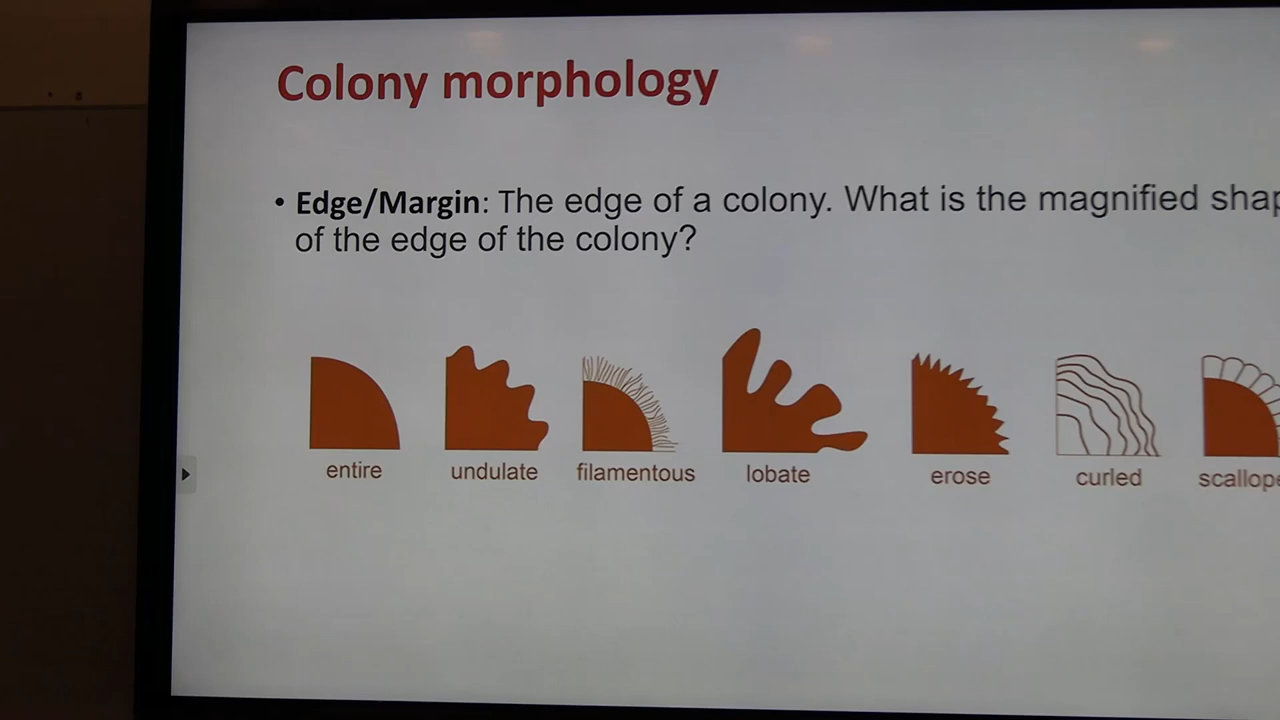 Colony morphology
• Edge/Margin: The edge of a colony. What is the magnified shap
of the edge of the colony?
entire undulate filamentous lobate erose curled scallope